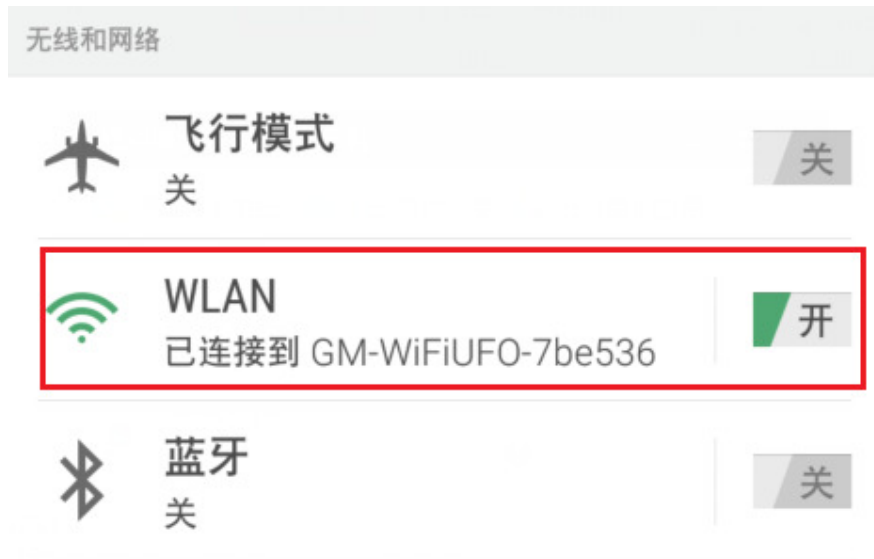 无线和网络
飞行模式
关
关
WLAN
已连接到 GM-WiFiUFO-7be536
开
蓝牙
关
关